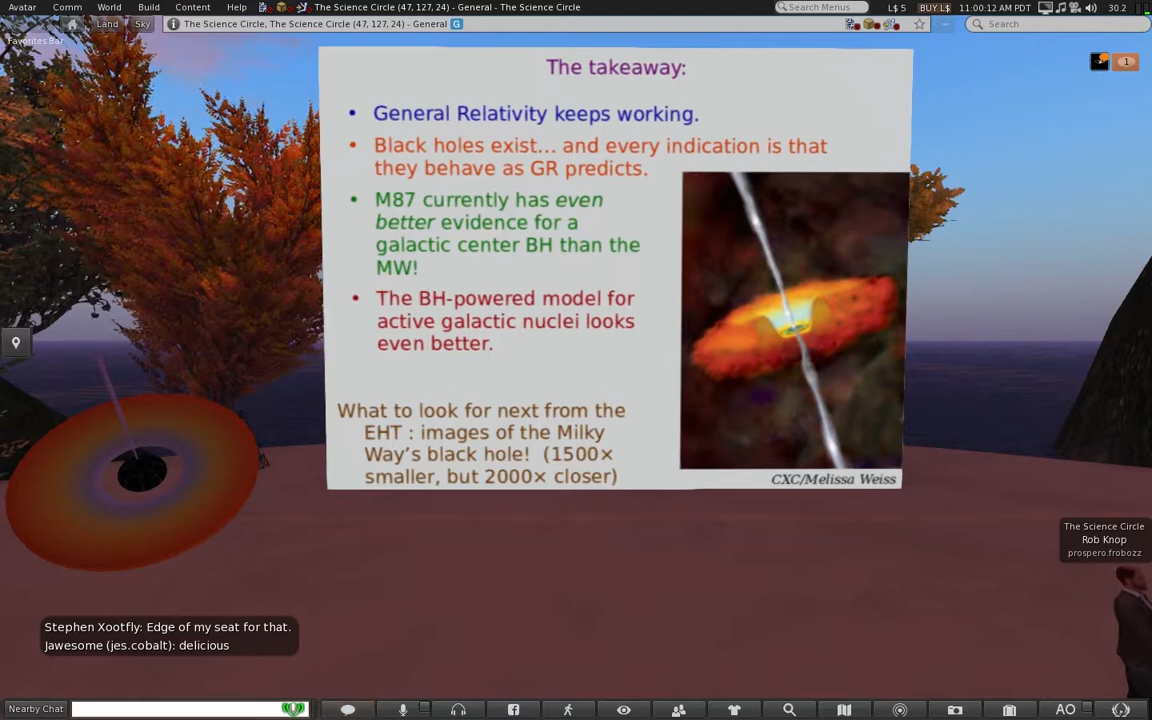 Avatar Comm World Build Content Help The Science Circle (47, 127, 24) - General - The Science Circle Search Menus L$ 5 BUY L$ 11:00:12 AM PDT 30.2
Land Sky The Science Circle, The Science Circle (47, 127, 24) - General G Search
Favorites Bar
1
The takeaway:
• General Relativity keeps working.
• Black holes exist... and every indication is that
they behave as GR predicts.
• M87 currently has even
better evidence for a
galactic center BH than the
MW!
• The BH-powered model for
active galactic nuclei looks
even better.
What to look for next from the
EHT : images of the Milky
Way's black hole! (1500×
smaller, but 2000× closer)
CXC/Melissa Weiss
The Science Circle
Rob Knop
prospero.frobozz
Stephen Xootfly: Edge of my seat for that.
Jawesome (jes.cobalt): delicious
Nearby Chat AO